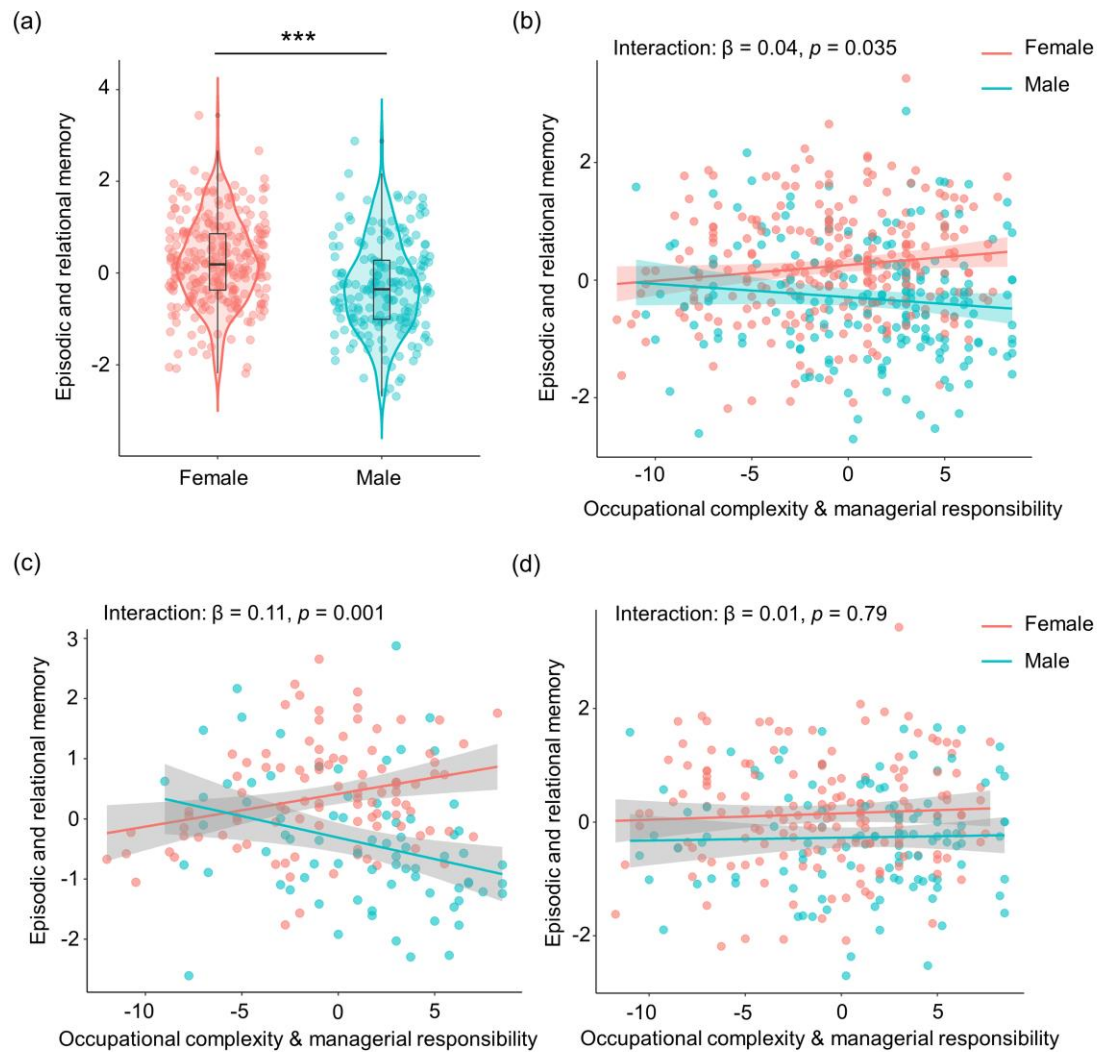 (a)
***
Episodic and relational memory
4
2
0
-2
Female
Male
(b)
Interaction: β = 0.04, p = 0.035
Female
Male
Episodic and relational memory
2
0
-2
-10
-5
0
5
Occupational complexity & managerial responsibility
(c)
Interaction: β = 0.11, p = 0.001
Episodic and relational memory
3
2
1
0
-1
-2
-10
-5
0
5
Occupational complexity & managerial responsibility
(d)
Interaction: β = 0.01, p = 0.79
Female
Male
Episodic and relational memory
2
0
-2
-10
-5
0
5
Occupational complexity & managerial responsibility